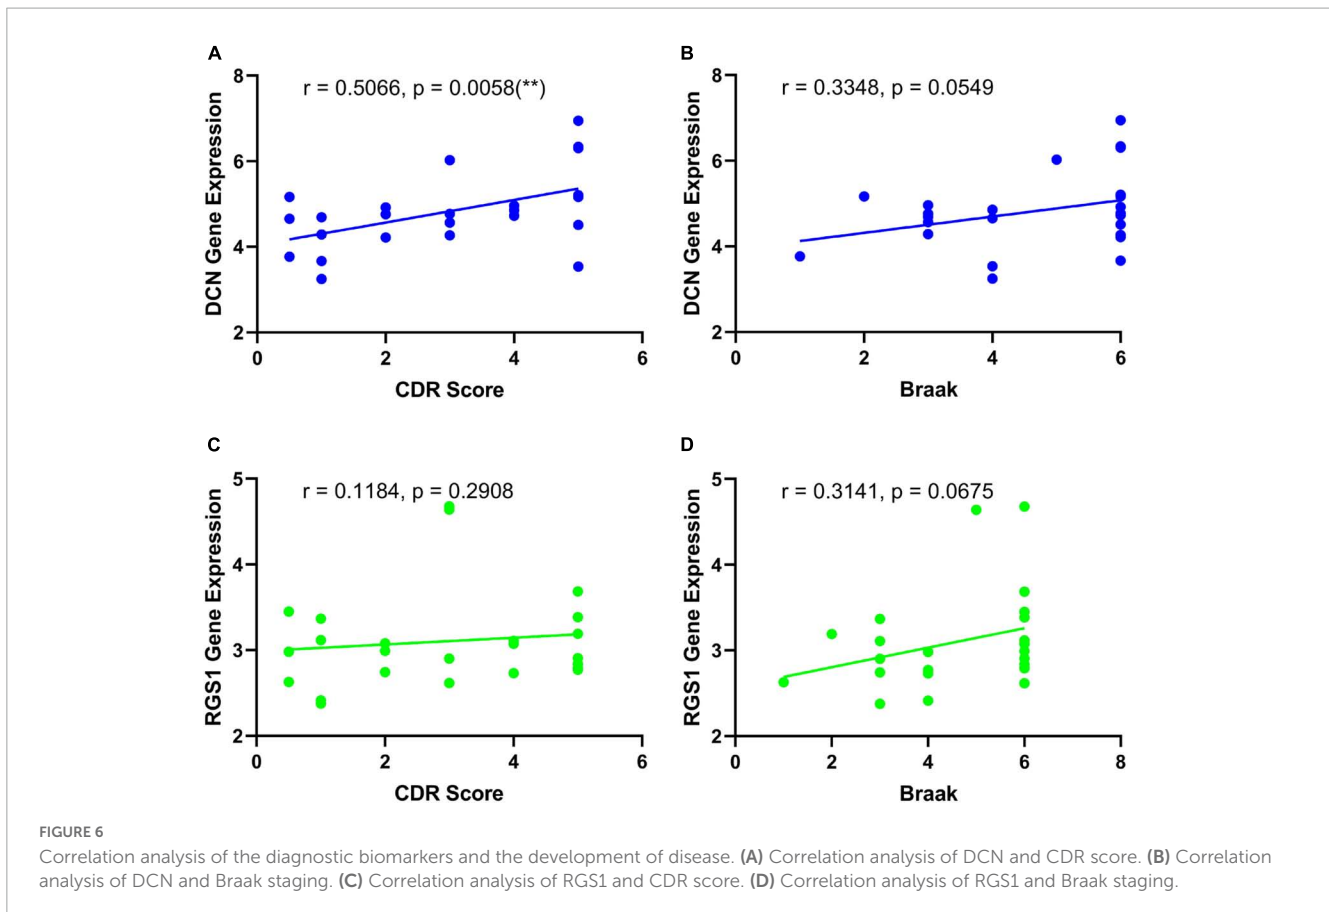 A
r = 0.5066, p = 0.0058(**)
8
6
4
2
DCN Gene Expression
0 2 4 6
CDR Score
B
r = 0.3348, p = 0.0549
8
6
4
2
DCN Gene Expression
0 2 4 6
Braak
C
r = 0.1184, p = 0.2908
5
4
3
2
RGS1 Gene Expression
0 2 4 6
CDR Score
D
r = 0.3141, p = 0.0675
5
4
3
2
RGS1 Gene Expression
0 2 4 6 8
Braak
FIGURE 6
Correlation analysis of the diagnostic biomarkers and the development of disease. (A) Correlation analysis of DCN and CDR score. (B) Correlation
analysis of DCN and Braak staging. (C) Correlation analysis of RGS1 and CDR score. (D) Correlation analysis of RGS1 and Braak staging.